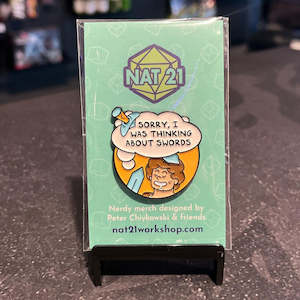 NAT 21
SORRY, I
WAS THINKING
ABOUT SWORDS
Nerdy merch designed by
Peter Chiykowski & friends
nat21workshop.com